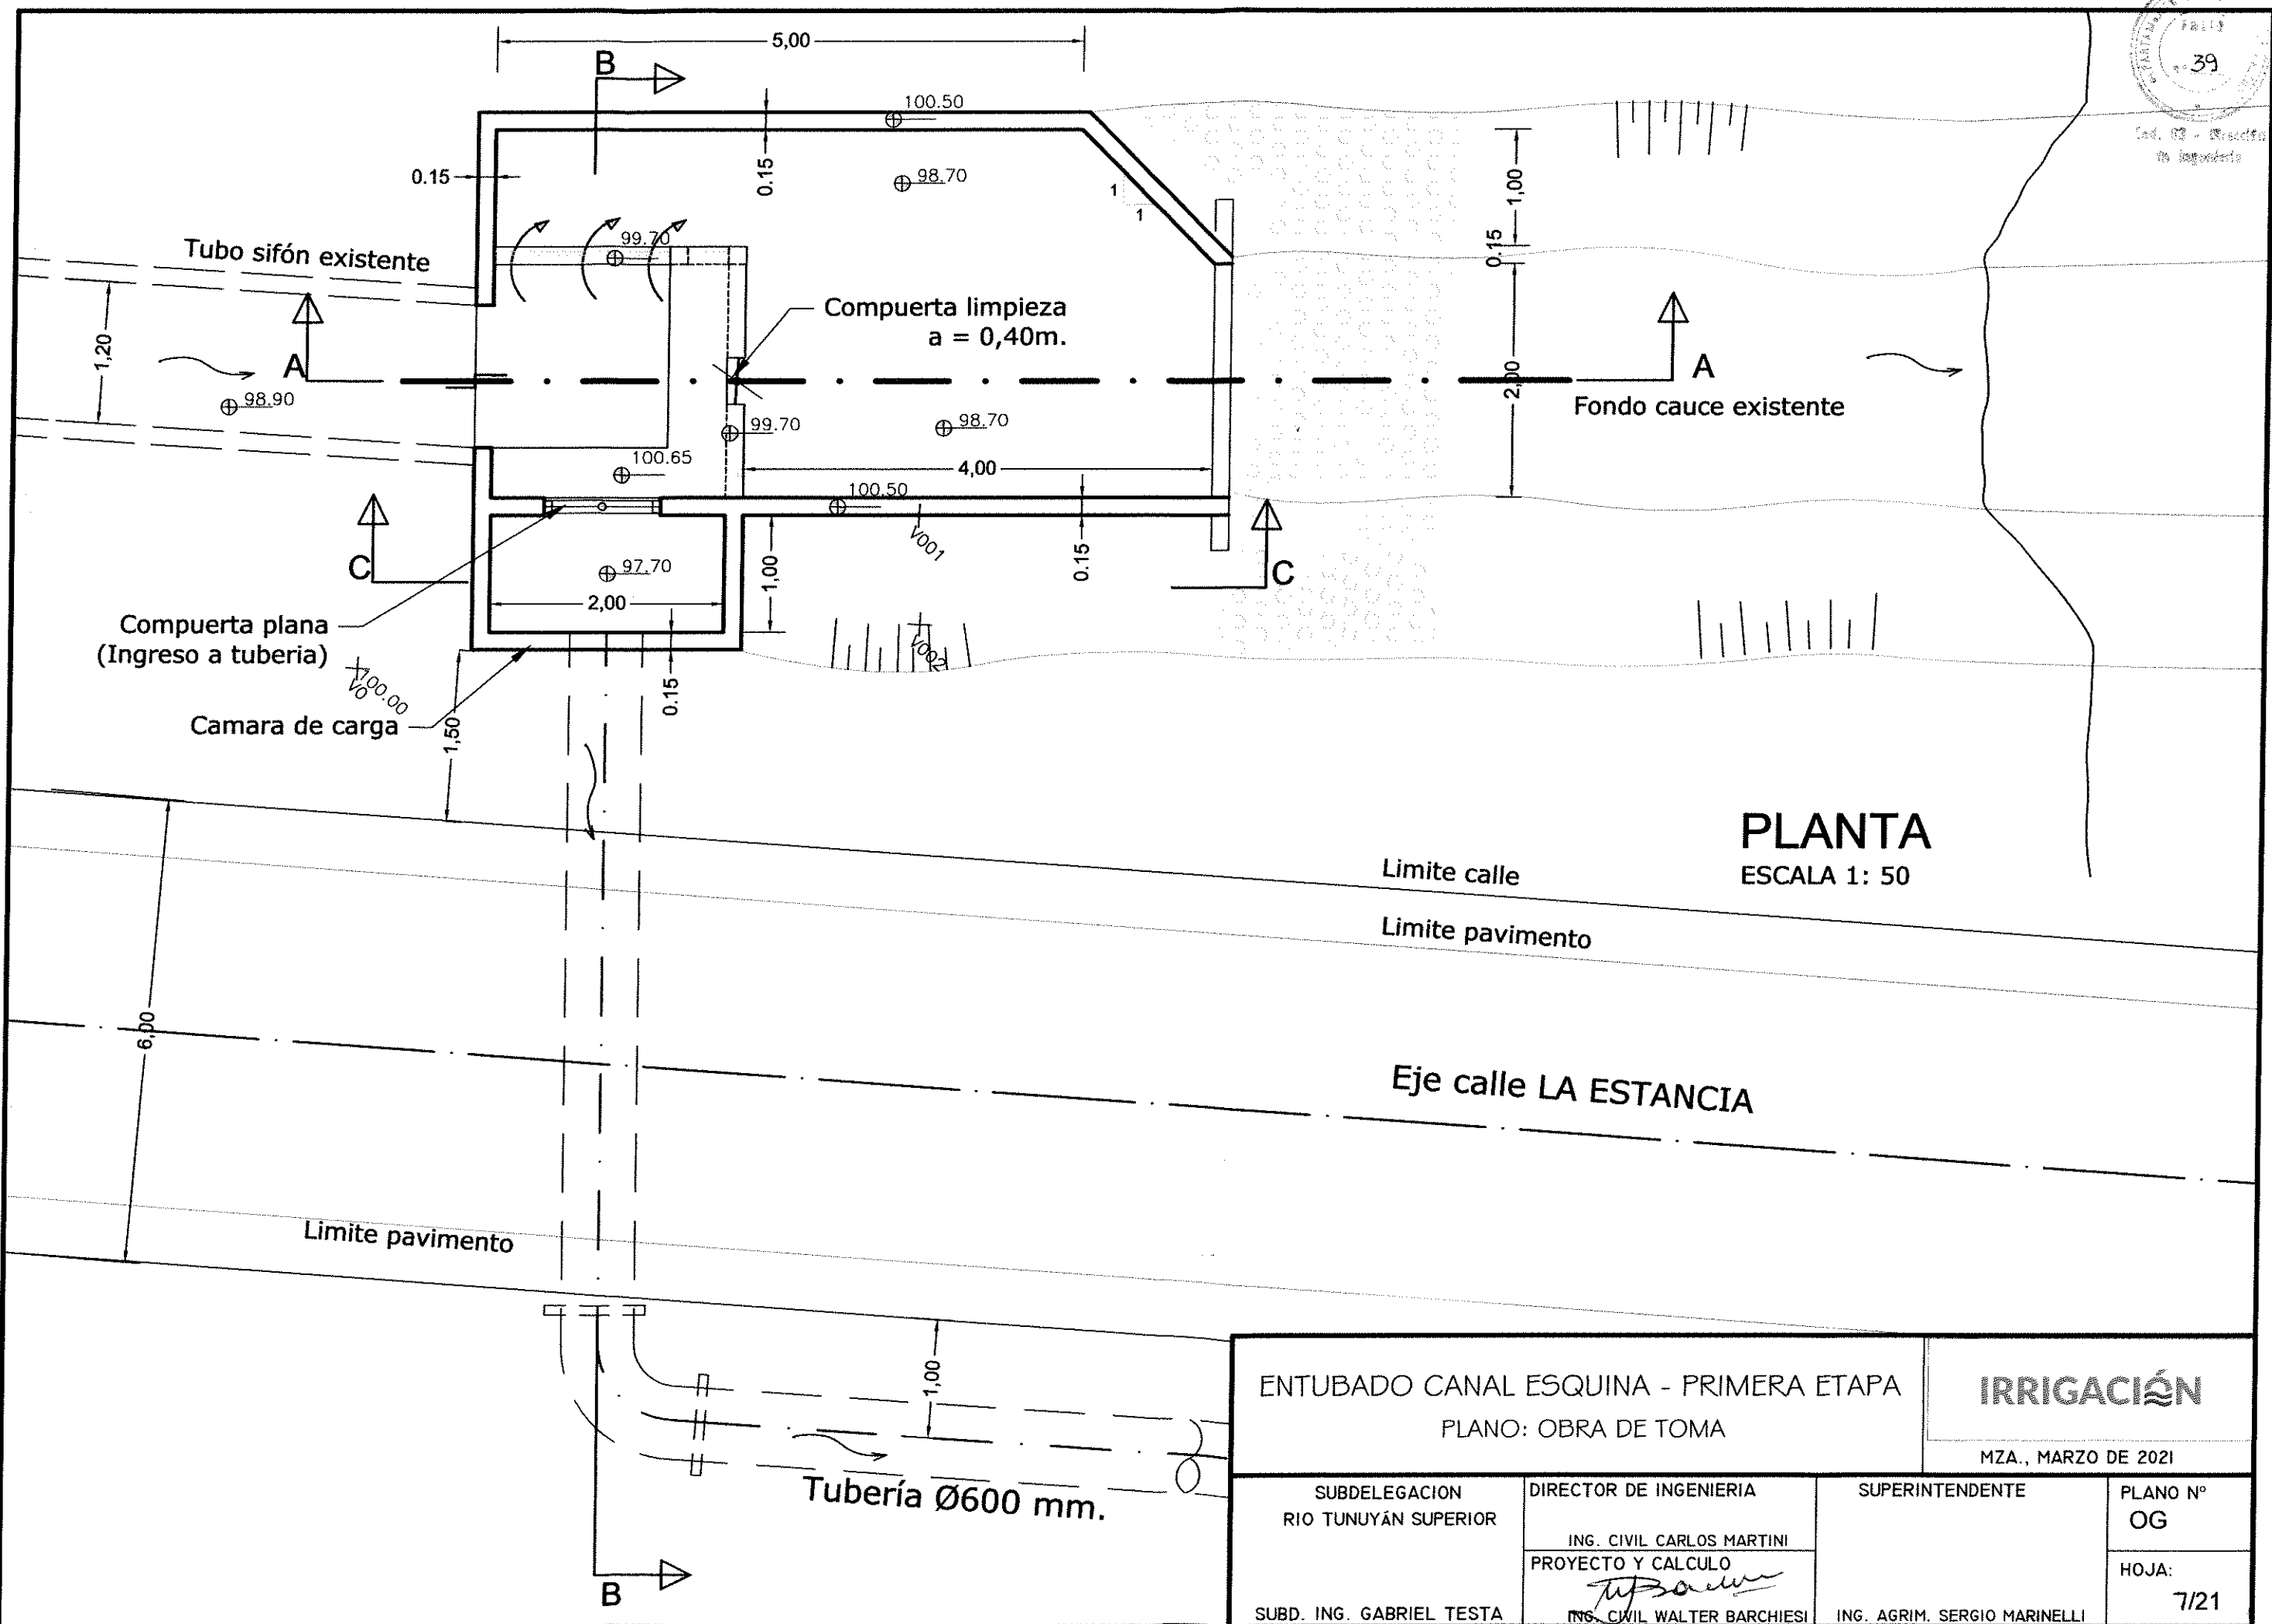 5,00
B
100.50
39
0.15
0.15
98.70
1
1
1,00
0.15
Tubo sifón existente
99.70
Compuerta limpieza
a = 0,40m.
1,20
A
A
98.90
2,00
Fondo cauce existente
99.70
98.70
100.65
4,00
100.50
V001
C
C
97.70
1,00
0.15
2,00
Compuerta plana
(Ingreso a tuberia)
V002
V0
100.00
0.15
Camara de carga
1,50
PLANTA
ESCALA 1: 50
Limite calle
Limite pavimento
6,00
Eje calle LA ESTANCIA
Limite pavimento
1,00
Tubería Ø600 mm.
B
ENTUBADO CANAL ESQUINA - PRIMERA ETAPA
PLANO: OBRA DE TOMA
IRRIGACIÓN
MZA., MARZO DE 2021
SUBDELEGACION
RIO TUNUYÁN SUPERIOR
SUBD. ING. GABRIEL TESTA
DIRECTOR DE INGENIERIA
ING. CIVIL CARLOS MARTINI
PROYECTO Y CALCULO
ING. CIVIL WALTER BARCHIESI
SUPERINTENDENTE
ING. AGRIM. SERGIO MARINELLI
PLANO Nº
OG
HOJA:
7/21